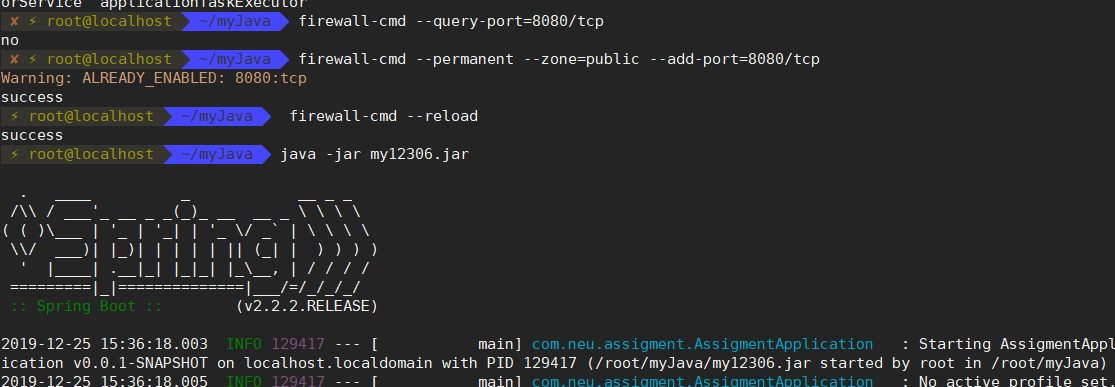 orService 'applicationTaskExecutor'
✘ ⚡ root@localhost ~/myJava firewall-cmd --query-port=8080/tcp
no
✘ ⚡ root@localhost ~/myJava firewall-cmd --permanent --zone=public --add-port=8080/tcp
Warning: ALREADY_ENABLED: 8080:tcp
success
⚡ root@localhost ~/myJava firewall-cmd --reload
success
⚡ root@localhost ~/myJava java -jar my12306.jar
  .   ____          _            __ _ _
 /\\ / ___'_ __ _ _(_)_ __  __ _ \ \ \ \
( ( )\___ | '_ | '_| | '_ \/ _` | \ \ \ \
 \\/  ___)| |_)| | | | | || (_| |  ) ) ) )
  '  |____| .__|_| |_|_| |_\__, | / / / /
 =========|_|==============|___/=/_/_/_/
 :: Spring Boot ::        (v2.2.2.RELEASE)
2019-12-25 15:36:18.003  INFO 129417 --- [           main] com.neu.assigment.AssigmentApplication   : Starting AssigmentAppl
ication v0.0.1-SNAPSHOT on localhost.localdomain with PID 129417 (/root/myJava/my12306.jar started by root in /root/myJava)
2019-12-25 15:36:18.005  INFO 129417 --- [           main] com.neu.assigment.AssigmentApplication   : No active profile set,